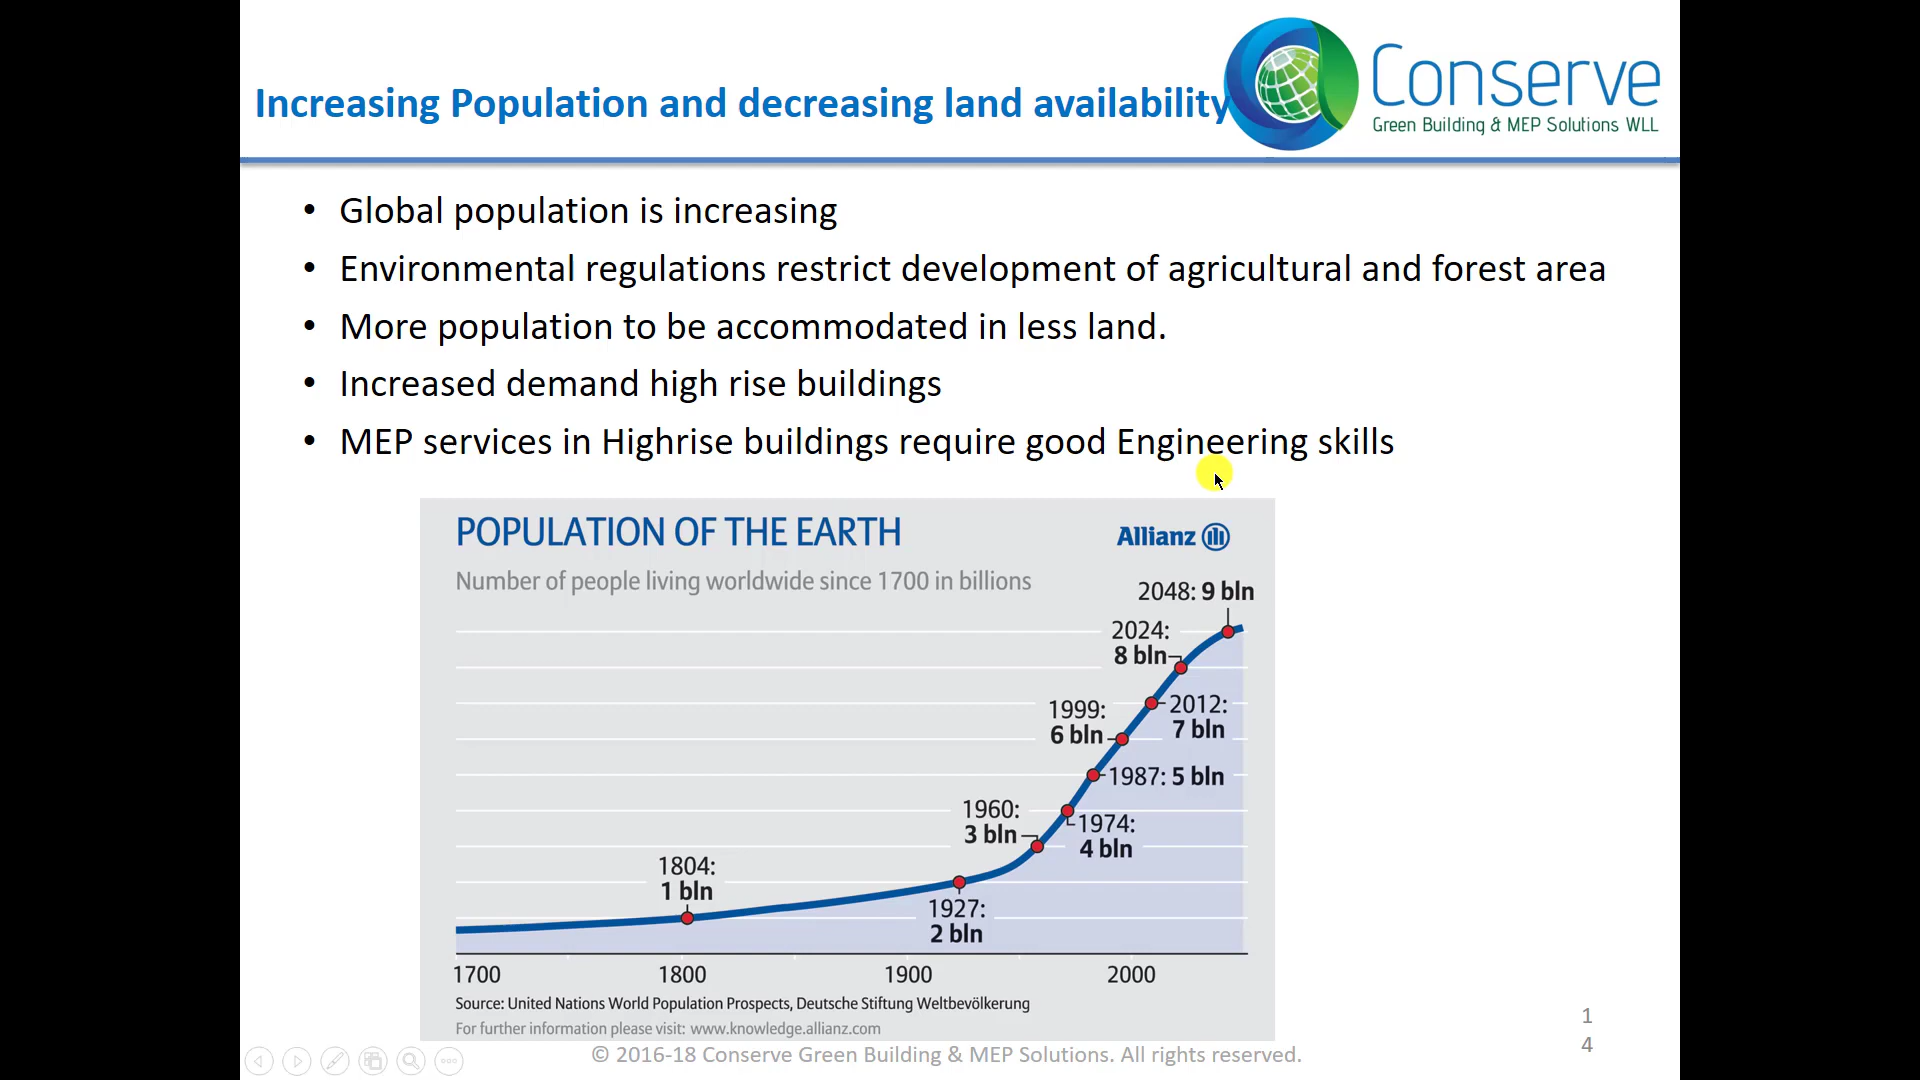 Increasing Population and decreasing land availability
Conserve
Green Building & MEP Solutions WLL
• Global population is increasing
• Environmental regulations restrict development of agricultural and forest area
• More population to be accommodated in less land.
• Increased demand high rise buildings
• MEP services in Highrise buildings require good Engineering skills
POPULATION OF THE EARTH
Allianz
Number of people living worldwide since 1700 in billions
2048: 9 bln
2024:
8 bln
1999:
6 bln
2012:
7 bln
1987: 5 bln
1960:
3 bln
1974:
4 bln
1804:
1 bln
1927:
2 bln
1700 1800 1900 2000
Source: United Nations World Population Prospects, Deutsche Stiftung Weltbevölkerung
For further information please visit: www.knowledge.allianz.com
© 2016-18 Conserve Green Building & MEP Solutions. All rights reserved.
1
4